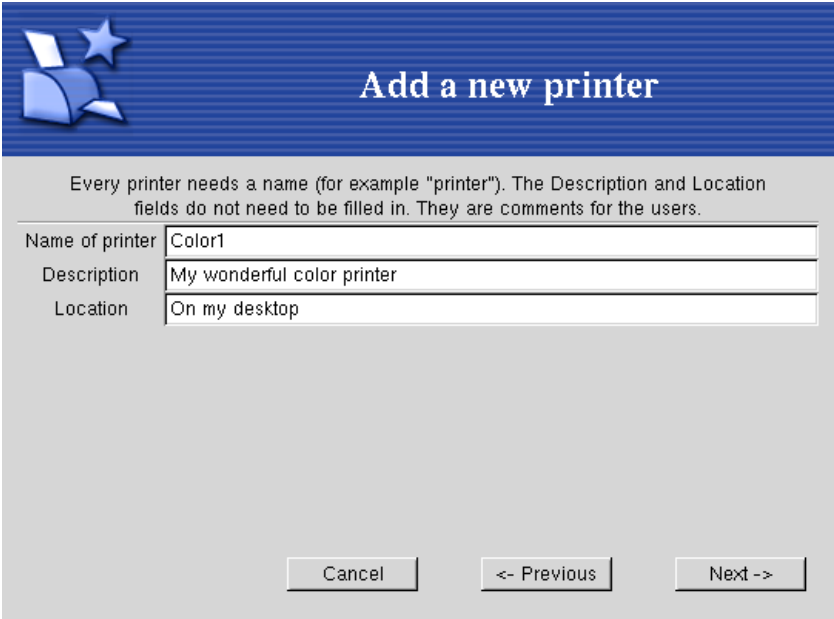 Add a new printer
Every printer needs a name (for example "printer"). The Description and Location
fields do not need to be filled in. They are comments for the users.
Name of printer Color1
Description My wonderful color printer
Location On my desktop
Cancel <- Previous Next ->